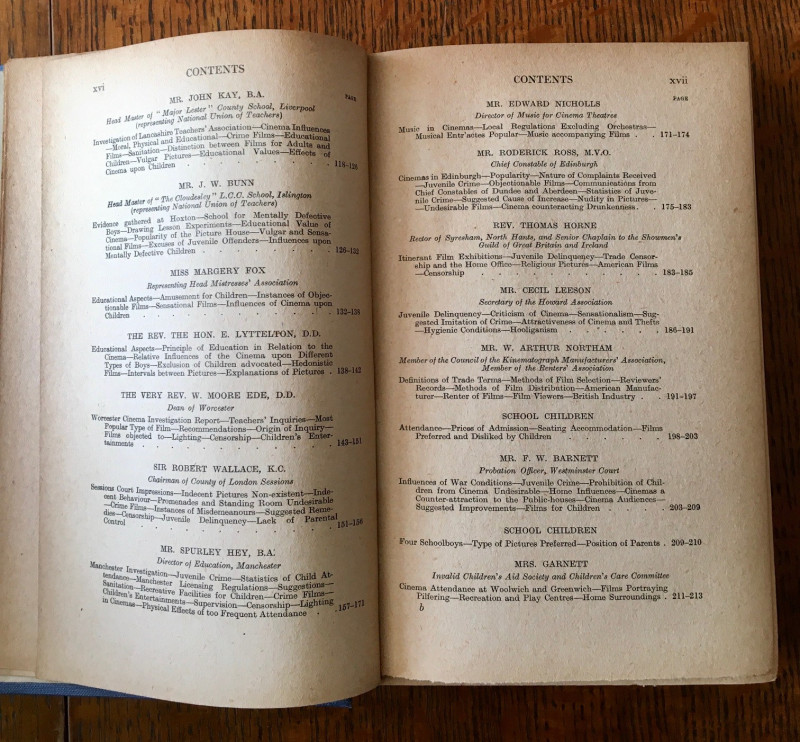 xvi
CONTENTS
PAGE
MR. JOHN KAY, B.A.
Head Master of "Major Lester" County School, Liverpool
(representing National Union of Teachers)
Investigation of Lancashire Teachers' Association—Cinema Influences
—Moral, Physical and Educational—Crime Films—Educational
Films—Sanitation—Distinction between Films for Adults and
Children—Vulgar Pictures—Educational Values—Effects of
Cinema upon Children . . . . . . . 118-126
MR. J. W. BUNN
Head Master of "The Cloudesley" L.C.C. School, Islington
(representing National Union of Teachers)
Evidence gathered at Hoxton—School for Mentally Defective
Boys—Drawing Lesson Experiments—Educational Value of
Cinema—Popularity of the Picture House—Vulgar and Sensa-
tional Films—Excuses of Juvenile Offenders—Influences upon
Mentally Defective Children . . . . . . 126-132
MISS MARGERY FOX
Representing Head Mistresses' Association
Educational Aspects—Amusement for Children—Instances of Objec-
tionable Films—Sensational Films—Influences of Cinema upon
Children . . . . . . . . 132-138
THE REV. THE HON. E. LYTTELTON, D.D.
Educational Aspects—Principle of Education in Relation to the
Cinema—Relative Influences of the Cinema upon Different
Types of Boys—Exclusion of Children advocated—Hedonistic
Films—Intervals between Pictures—Explanations of Pictures . 138-142
THE VERY REV. W. MOORE EDE, D.D.
Dean of Worcester
Worcester Cinema Investigation Report—Teachers' Inquiries—Most
Popular Type of Film—Recommendations—Origin of Inquiry—
Films objected to—Lighting—Censorship—Children's Enter-
tainments . . . . . . . . 143-151
SIR ROBERT WALLACE, K.C.
Chairman of County of London Sessions
Sessions Court Impressions—Indecent Pictures Non-existent—Inde-
cent Behaviour—Promenades and Standing Room Undesirable
—Crime Films—Instances of Misdemeanours—Suggested Reme-
dies—Censorship—Juvenile Delinquency—Lack of Parental
Control . . . . . . . . 151-156
MR. SPURLEY HEY, B.A.
Director of Education, Manchester
Manchester Investigation—Juvenile Crime—Statistics of Child At-
tendance—Manchester Licensing Regulations—Suggestions—
Sanitation—Recreative Facilities for Children—Crime Films—
Children's Entertainments—Supervision—Censorship—Lighting
in Cinemas—Physical Effects of too Frequent Attendance . . 157-171
CONTENTS
xvii
PAGE
MR. EDWARD NICHOLLS
Director of Music for Cinema Theatres
Music in Cinemas—Local Regulations Excluding Orchestras—
Musical Entr'actes Popular—Music accompanying Films . . 171-174
MR. RODERICK ROSS, M.V.O.
Chief Constable of Edinburgh
Cinemas in Edinburgh—Popularity—Nature of Complaints Received
—Juvenile Crime—Objectionable Films—Communications from
Chief Constables of Dundee and Aberdeen—Statistics of Juve-
nile Crime—Suggested Cause of Increase—Nudity in Pictures—
—Undesirable Films—Cinema counteracting Drunkenness. . 175-183
REV. THOMAS HORNE
Rector of Syresham, North Hants, and Senior Chaplain to the Showmen's
Guild of Great Britain and Ireland
Itinerant Film Exhibitions—Juvenile Delinquency—Trade Censor-
ship and the Home Office—Religious Pictures—American Films
—Censorship . . . . . . . . 183-185
MR. CECIL LEESON
Secretary of the Howard Association
Juvenile Delinquency—Criticism of Cinema—Sensationalism—Sug-
gested Imitation of Crime—Attractiveness of Cinema and Thefts
—Hygienic Conditions—Hooliganism . . . . . 186-191
MR. W. ARTHUR NORTHAM
Member of the Council of the Kinematograph Manufacturers' Association,
Member of the Renters' Association
Definitions of Trade Terms—Methods of Film Selection—Reviewers'
Records—Methods of Film Distribution—American Manufac-
turer—Renter of Films—Film Viewers—British Industry . . 191-197
SCHOOL CHILDREN
Attendance—Prices of Admission—Seating Accommodation—Films
Preferred and Disliked by Children . . . . . . 198-203
MR. F. W. BARNETT
Probation Officer, Westminster Court
Influences of War Conditions—Juvenile Crime—Prohibition of Chil-
dren from Cinema Undesirable—Home Influences—Cinemas a
Counter-attraction to the Public-houses—Cinema Audiences—
Suggested Improvements—Films for Children . . . . 203-209
SCHOOL CHILDREN
Four Schoolboys—Type of Pictures Preferred—Position of Parents . 209-210
MRS. GARNETT
Invalid Children's Aid Society and Children's Care Committee
Cinema Attendance at Woolwich and Greenwich—Films Portraying
Pilfering—Recreation and Play Centres—Home Surroundings . 211-213
b